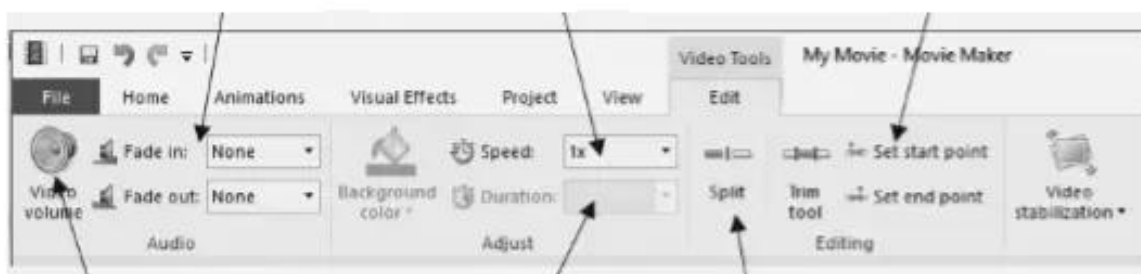 Video Tools My Movie - Movie Maker
File Home Animations Visual Effects Project View Edit
Fade in: None Speed: 1x Set start point
Video volume Fade out: None Background color Duration: Split Trim tool Set end point Video stabilization
Audio Adjust Editing